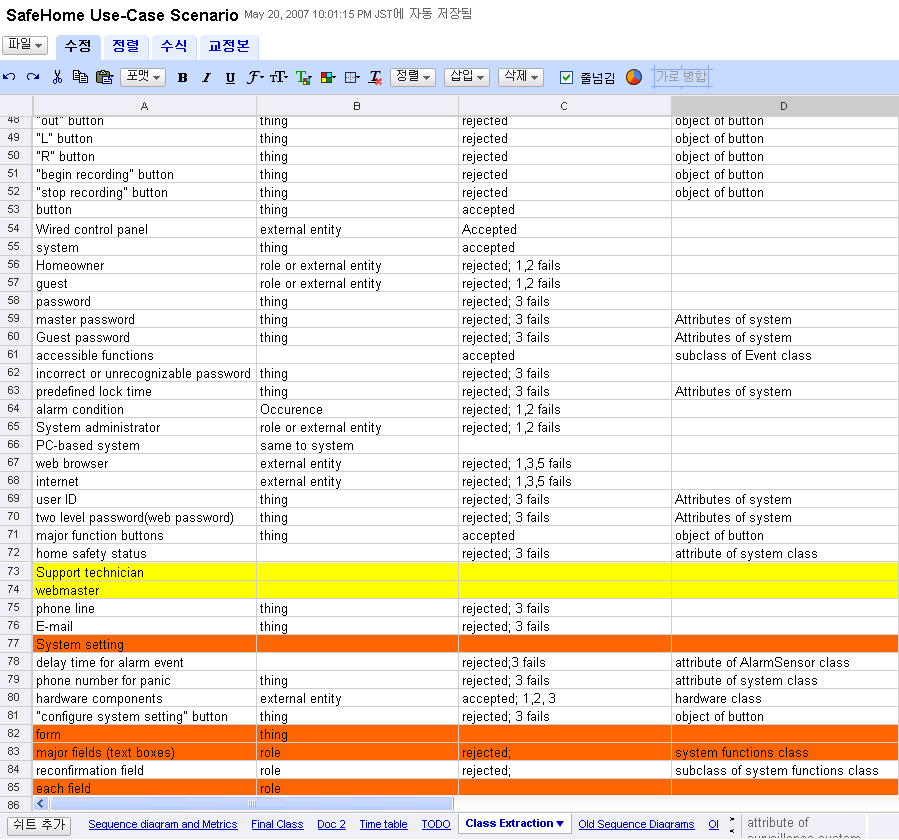 SafeHome Use-Case Scenario May 20, 2007 10:01:15 PM JST에 자동 저장됨
파일 수정 정렬 수식 교정본
포맷 B I U F TT T T 정렬 삽입 삭제 줄넘김 가로 병합
A B C D
48 "out" button thing rejected object of button
49 "L" button thing rejected object of button
50 "R" button thing rejected object of button
51 "begin recording" button thing rejected object of button
52 "stop recording" button thing rejected object of button
53 button thing accepted
54 Wired control panel external entity Accepted
55 system thing accepted
56 Homeowner role or external entity rejected; 1,2 fails
57 guest role or external entity rejected; 1,2 fails
58 password thing rejected; 3 fails
59 master password thing rejected; 3 fails Attributes of system
60 Guest password thing rejected; 3 fails Attributes of system
61 accessible functions accepted subclass of Event class
62 incorrect or unrecognizable password thing rejected; 3 fails
63 predefined lock time thing rejected; 3 fails Attributes of system
64 alarm condition Occurence rejected; 1,2 fails
65 System administrator role or external entity rejected; 1,2 fails
66 PC-based system same to system
67 web browser external entity rejected; 1,3,5 fails
68 internet external entity rejected; 1,3,5 fails
69 user ID thing rejected; 3 fails Attributes of system
70 two level password(web password) thing rejected; 3 fails Attributes of system
71 major function buttons thing accepted object of button
72 home safety status rejected; 3 fails attribute of system class
73 Support technician
74 webmaster
75 phone line thing rejected; 3 fails
76 E-mail thing rejected; 3 fails
77 System setting
78 delay time for alarm event rejected;3 fails attribute of AlarmSensor class
79 phone number for panic thing rejected; 3 fails attribute of system class
80 hardware components external entity accepted; 1,2, 3 hardware class
81 "configure system setting" button thing rejected; 3 fails object of button
82 form thing
83 major fields (text boxes) role rejected; system functions class
84 reconfirmation field role rejected; subclass of system functions class
85 each field role
86
쉬트 추가 Sequence diagram and Metrics Final Class Doc 2 Time table TODO Class Extraction Old Sequence Diagrams Ol attribute of
surveillance system